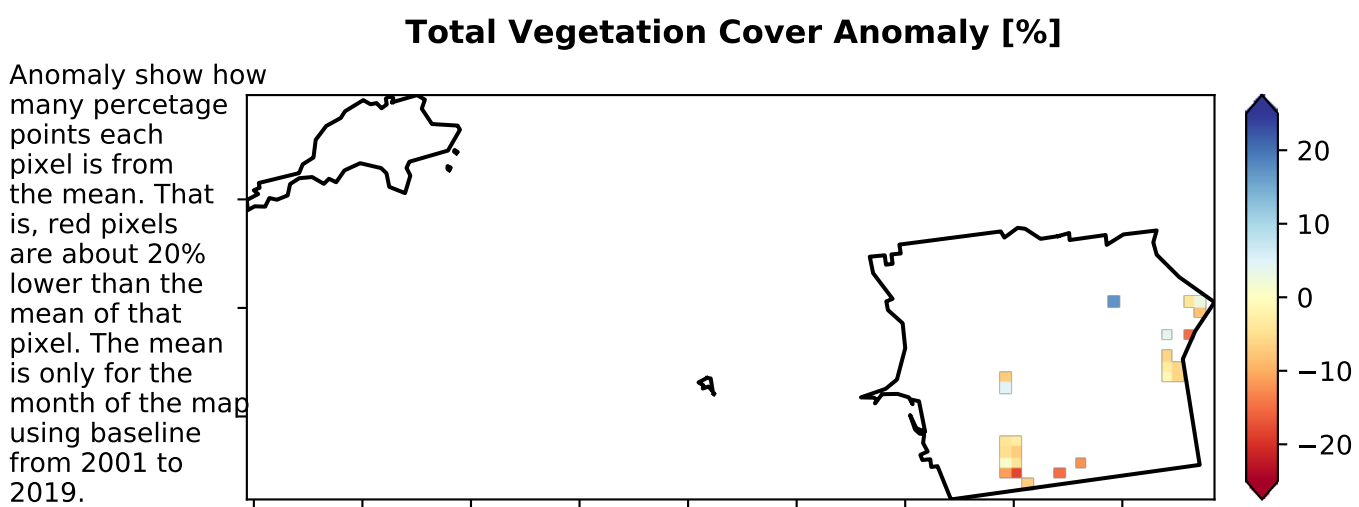 Total Vegetation Cover Anomaly [%]
Anomaly show how
many percetage
points each
pixel is from
the mean. That
is, red pixels
are about 20%
lower than the
mean of that
pixel. The mean
is only for the
month of the map
using baseline
from 2001 to
2019.
20
10
0
−10
−20